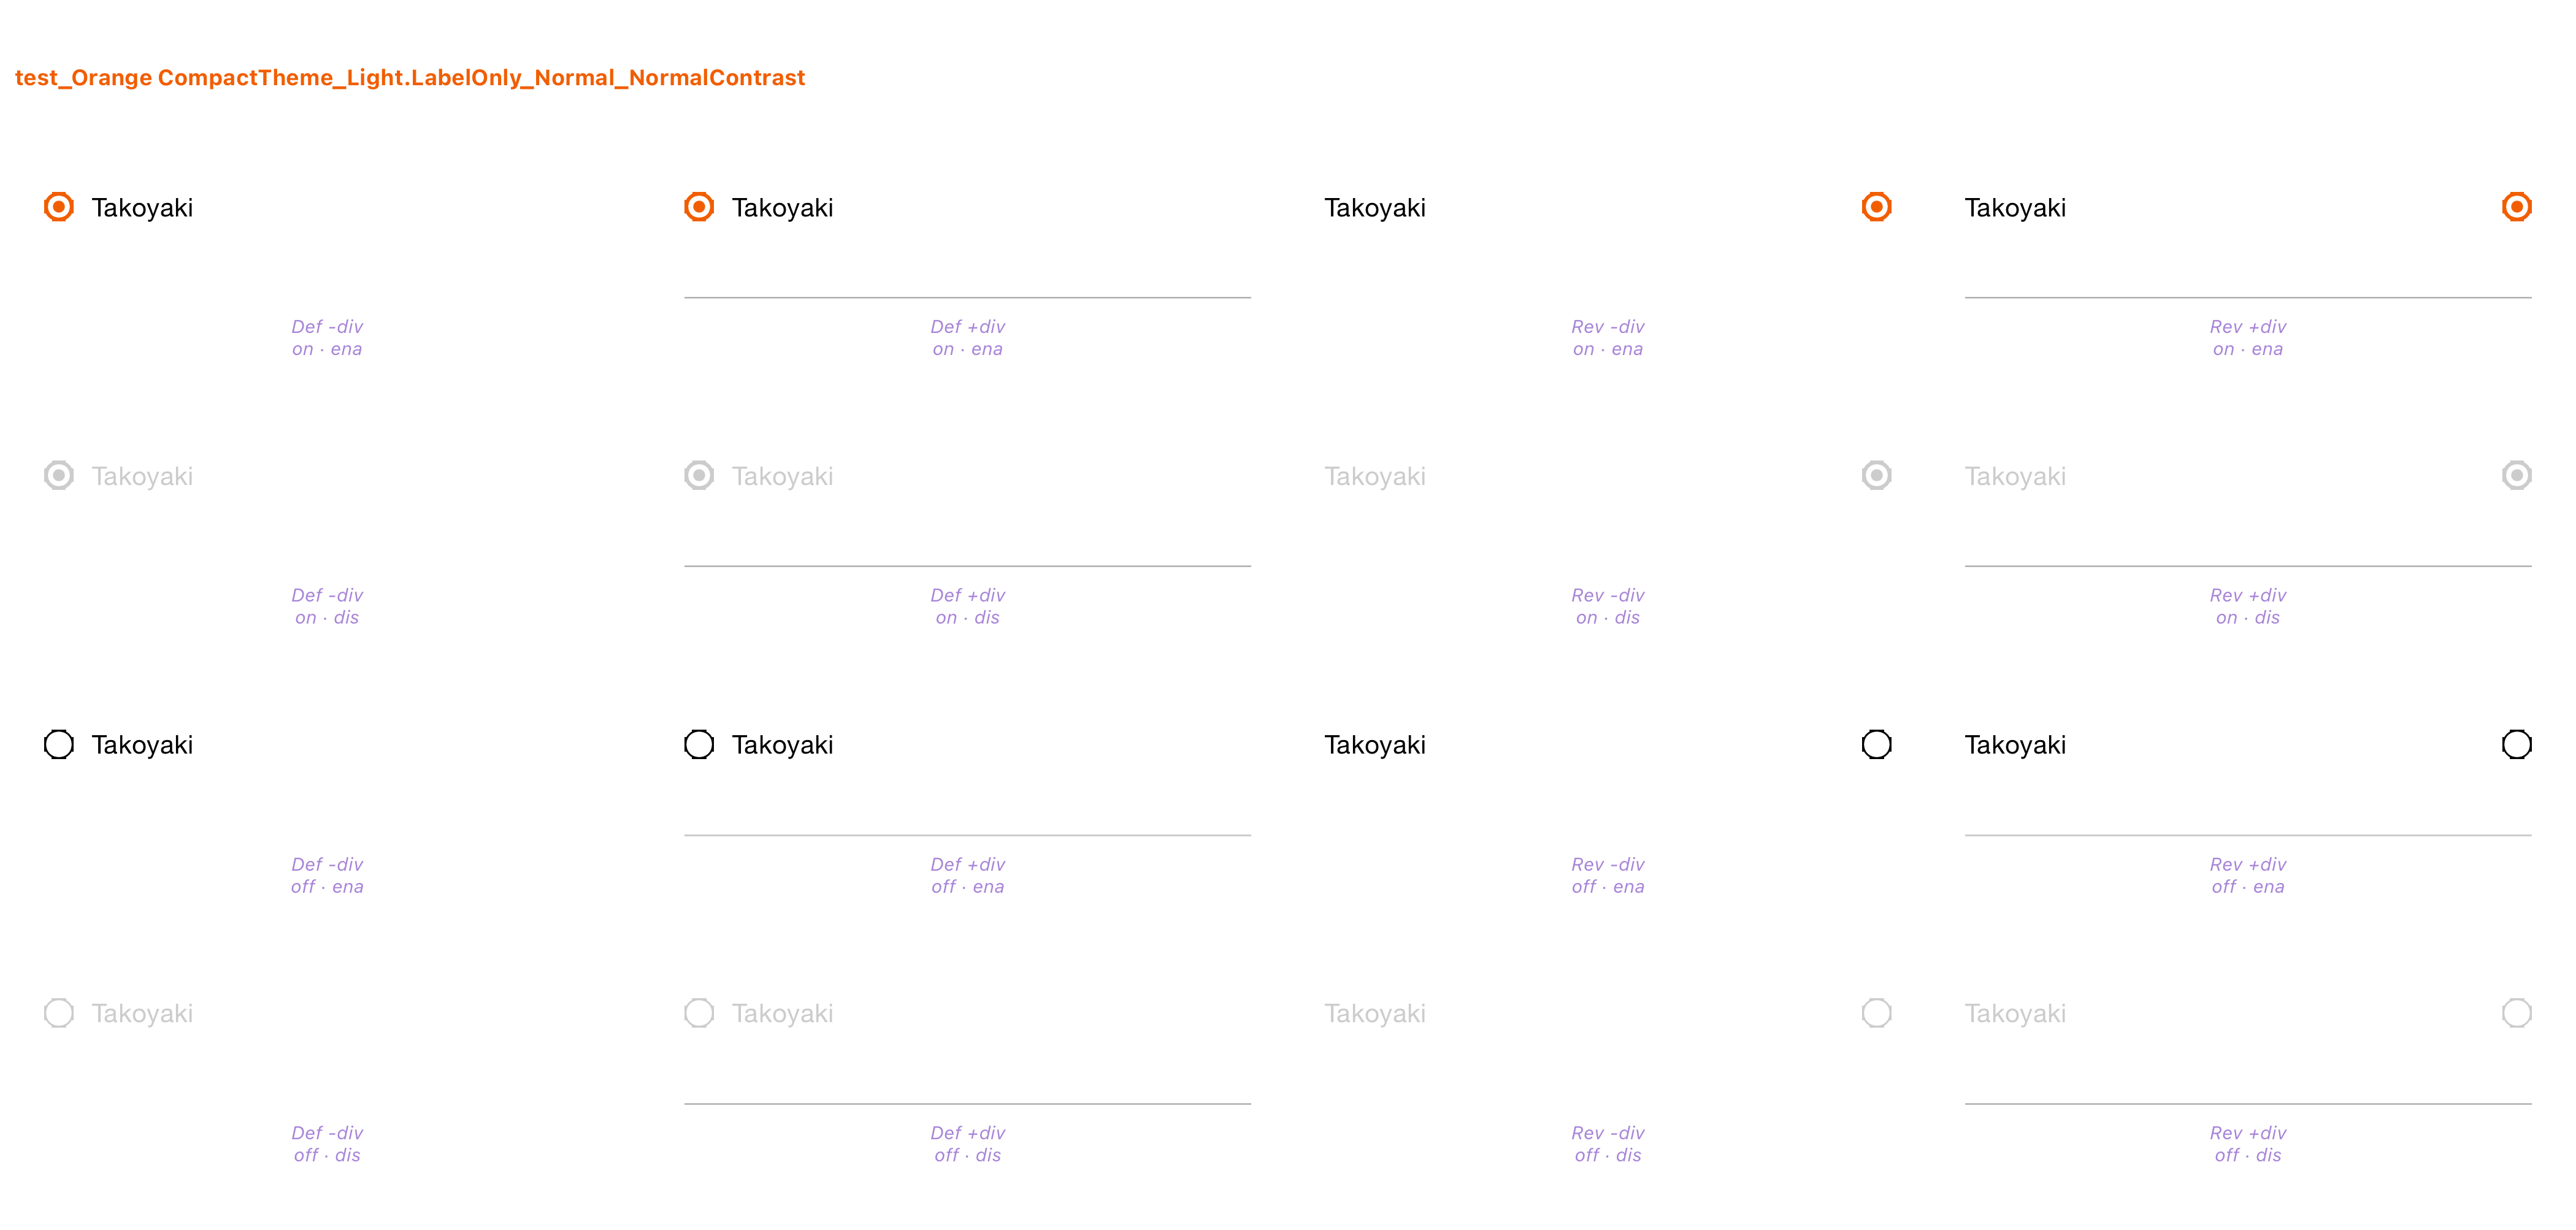 test_Orange CompactTheme_Light.LabelOnly_Normal_NormalContrast
Takoyaki
Takoyaki
Takoyaki
Takoyaki
Def -div
on · ena
Def +div
on · ena
Rev -div
on · ena
Rev +div
on · ena
Takoyaki
Takoyaki
Takoyaki
Takoyaki
Def -div
on · dis
Def +div
on · dis
Rev -div
on · dis
Rev +div
on · dis
Takoyaki
Takoyaki
Takoyaki
Takoyaki
Def -div
off · ena
Def +div
off · ena
Rev -div
off · ena
Rev +div
off · ena
Takoyaki
Takoyaki
Takoyaki
Takoyaki
Def -div
off · dis
Def +div
off · dis
Rev -div
off · dis
Rev +div
off · dis